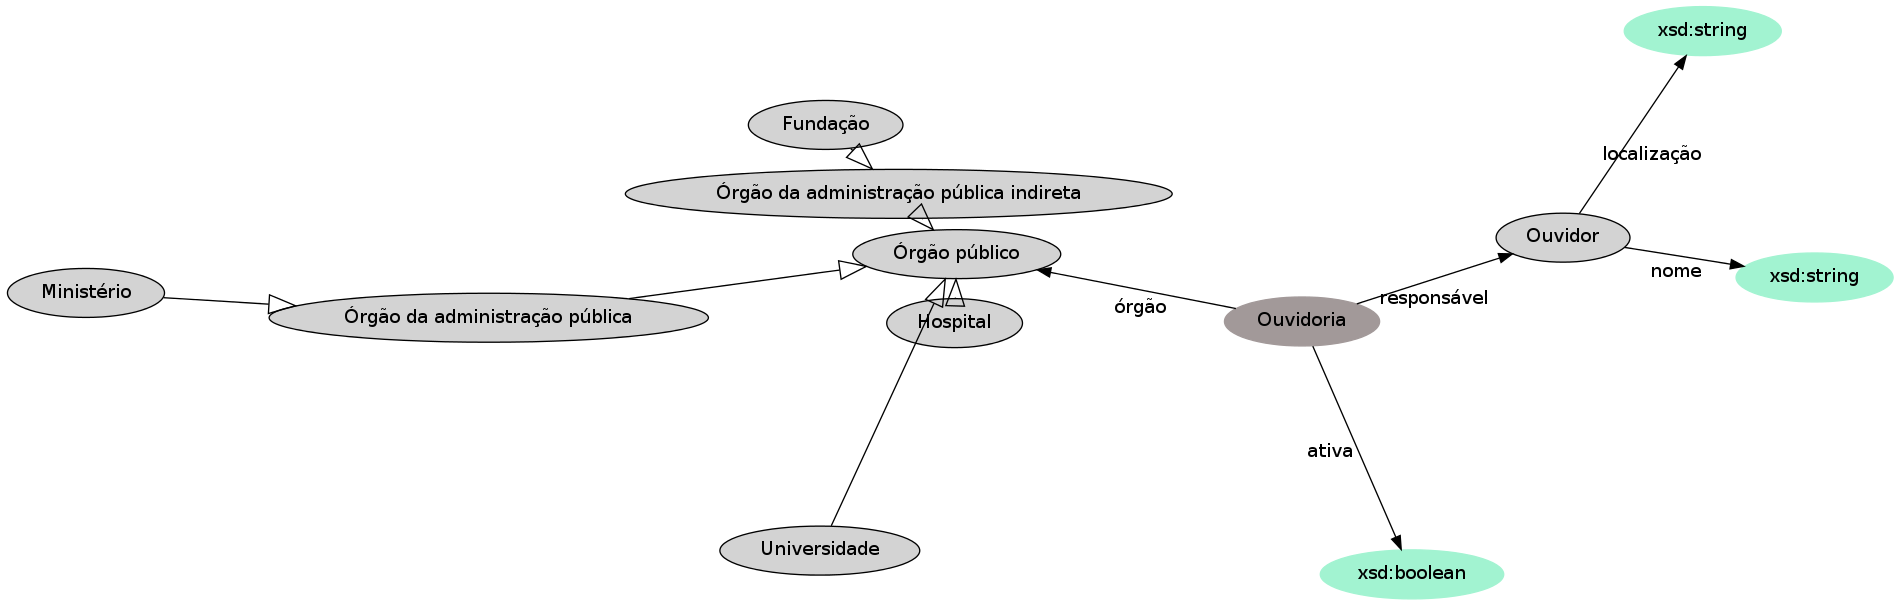 xsd:string
Fundação
localização
Órgão da administração pública indireta
Ouvidor
Órgão público
nome
xsd:string
Ministério
responsável
órgão
Órgão da administração pública
Hospital
Ouvidoria
ativa
Universidade
xsd:boolean